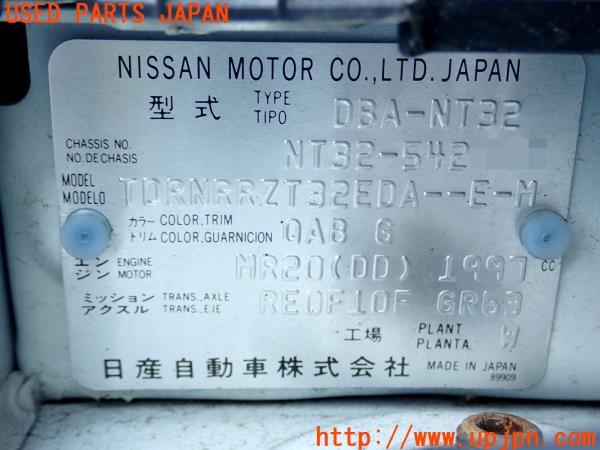 USED PARTS JAPAN
NISSAN MOTOR CO.,LTD. JAPAN
型式 TYPE TIPO DBA-NT32
CHASSIS NO. NO.DECHASIS NT32-542
MODEL MODELO TDRNRRZT32EDA--E-M
カラー COLOR,TRIM トリム COLOR,GUARNICION QAB G
エンジン ENGINE MOTOR MR20(DD) 1997 CC
ミッション TRANS.,AXLE アクスル TRANS.,EJE RE0F10F GR63
工場 PLANT PLANTA W
日産自動車株式会社 MADE IN JAPAN
89909
http://www.upjpn.com